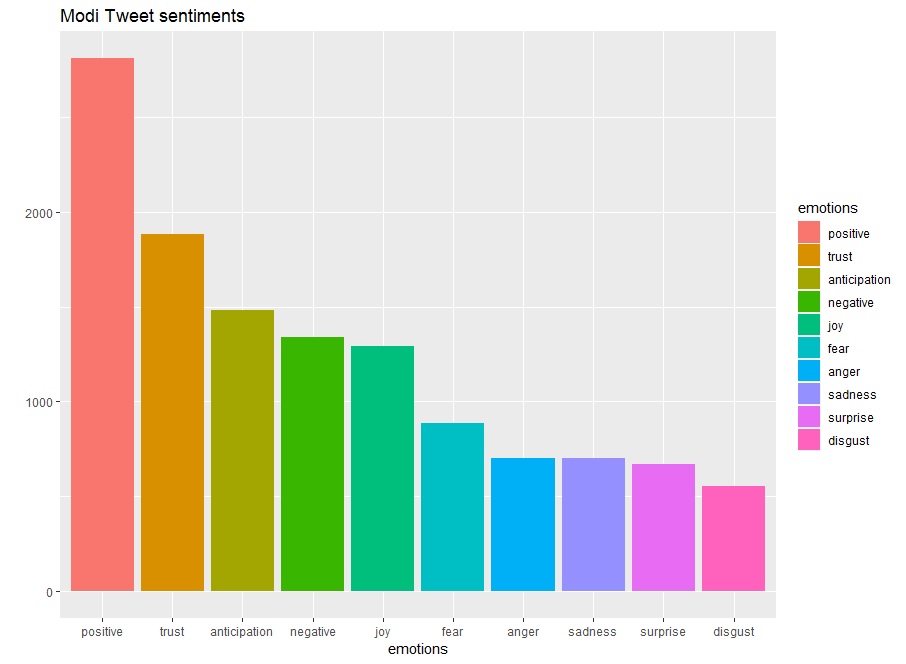 Modi Tweet sentiments
2000
1000
0
positive trust anticipation negative joy fear anger sadness surprise disgust
emotions
emotions
positive
trust
anticipation
negative
joy
fear
anger
sadness
surprise
disgust